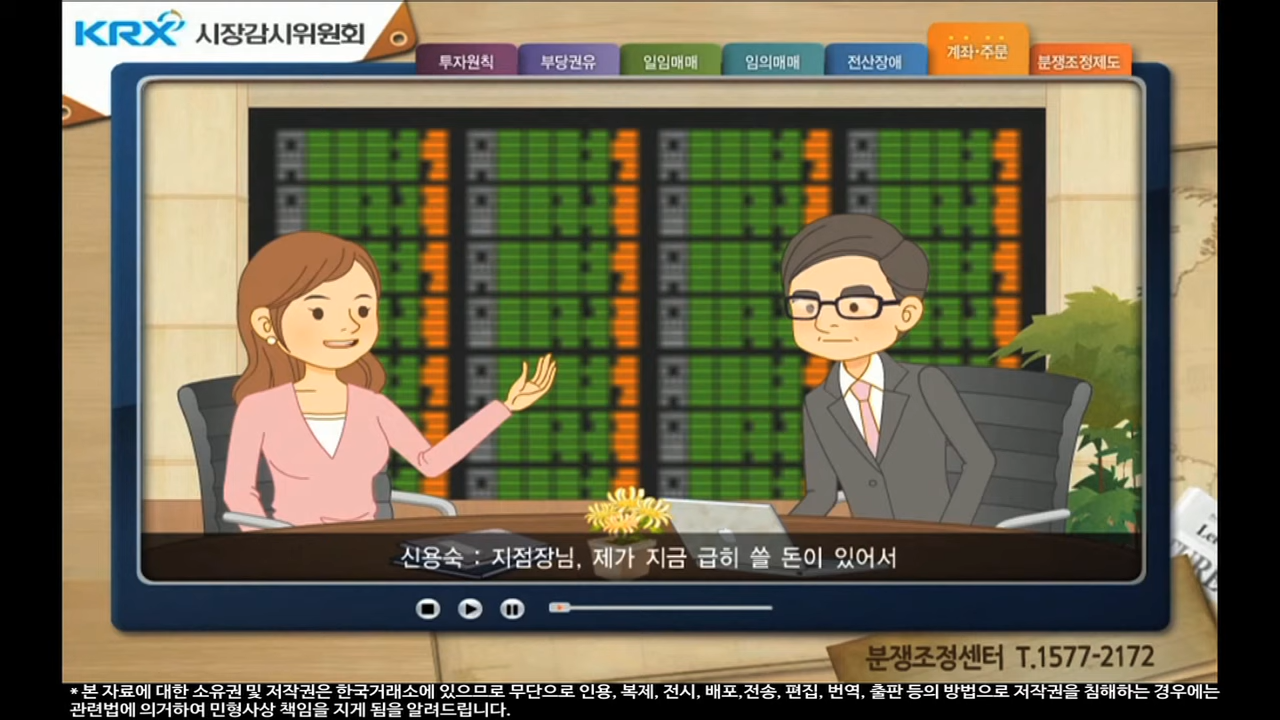 KRX 시장감시위원회
투자원칙 부당권유 일임매매 임의매매 전산장애 계좌·주문 분쟁조정제도
신용숙 : 지점장님, 제가 지금 급히 쓸 돈이 있어서
분쟁조정센터 T.1577-2172
* 본 자료에 대한 소유권 및 저작권은 한국거래소에 있으므로 무단으로 인용, 복제, 전시, 배포,전송, 편집, 번역, 출판 등의 방법으로 저작권을 침해하는 경우에는
관련법에 의거하여 민형사상 책임을 지게 됨을 알려드립니다.